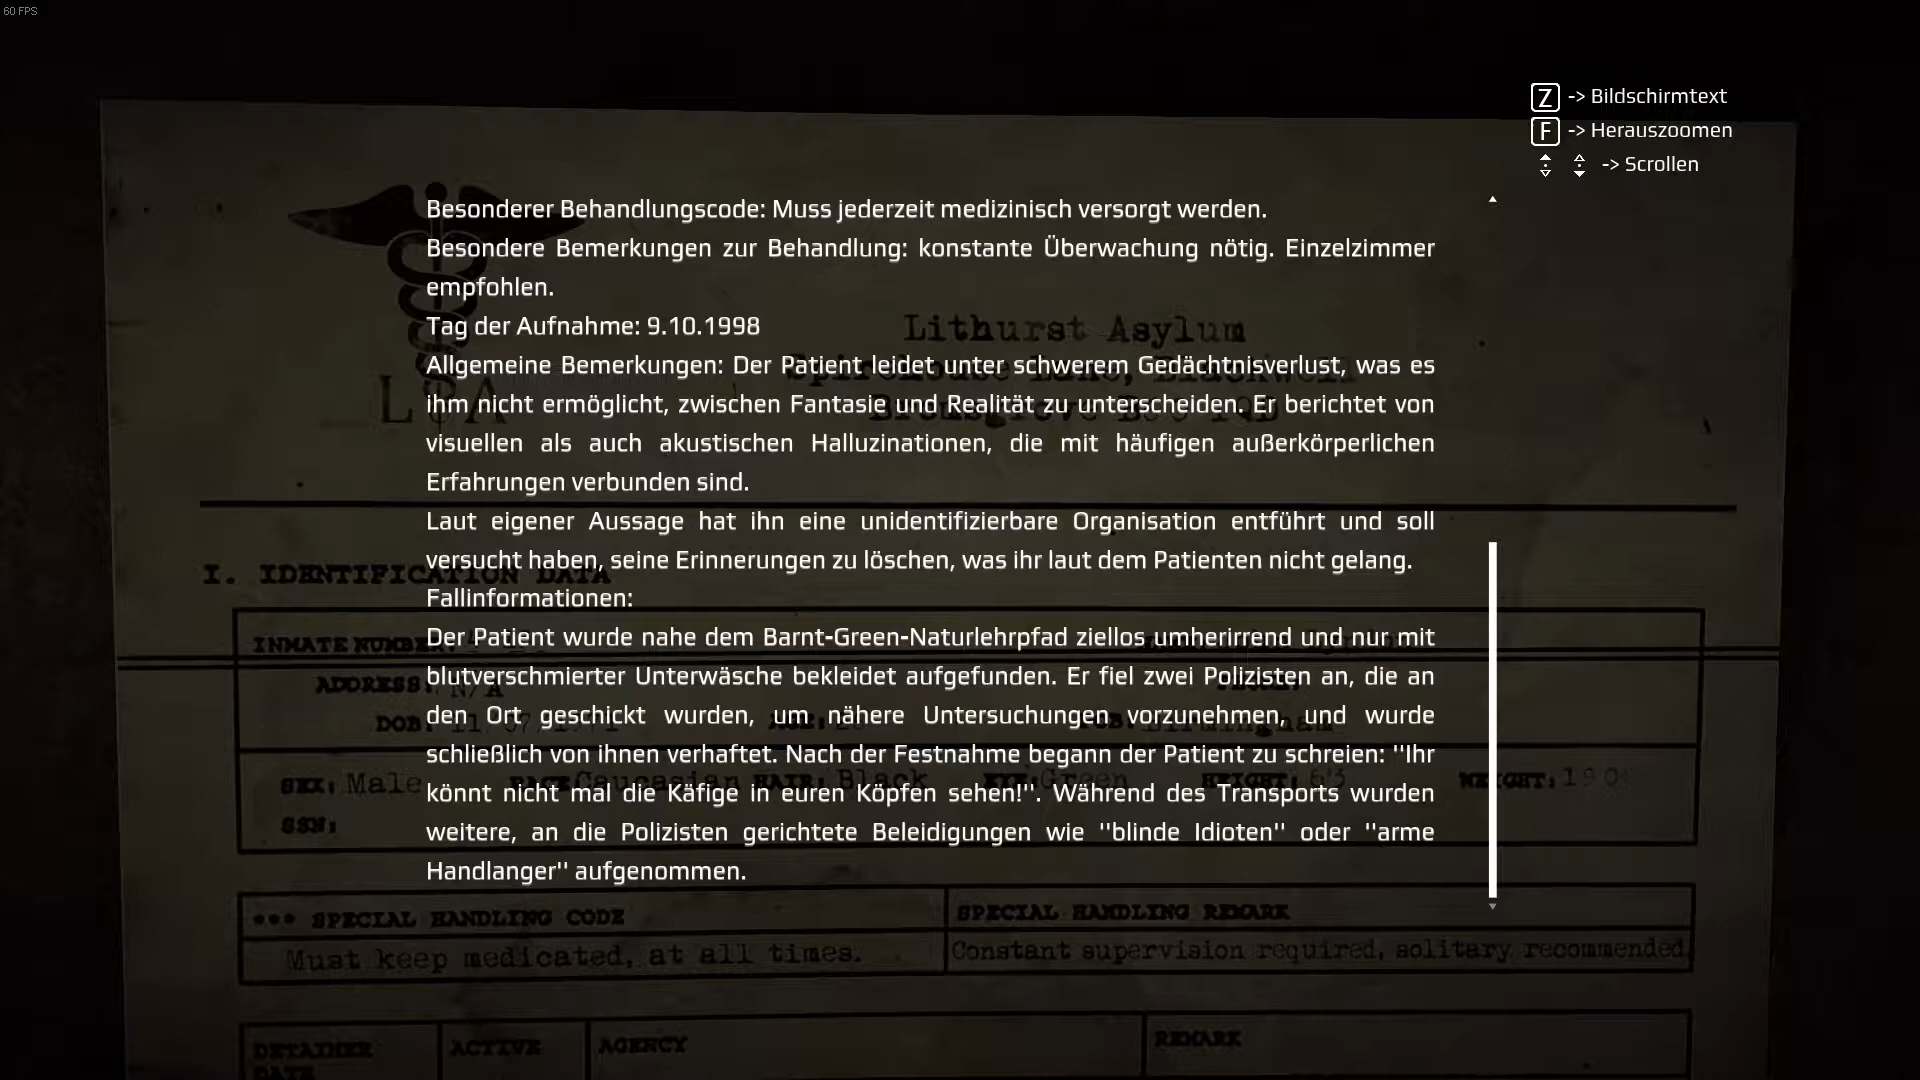 60 FPS
Z -> Bildschirmtext
F -> Herauszoomen
-> Scrollen
Besonderer Behandlungscode: Muss jederzeit medizinisch versorgt werden.
Besondere Bemerkungen zur Behandlung: konstante Überwachung nötig. Einzelzimmer
empfohlen.
Tag der Aufnahme: 9.10.1998
Allgemeine Bemerkungen: Der Patient leidet unter schwerem Gedächtnisverlust, was es
ihm nicht ermöglicht, zwischen Fantasie und Realität zu unterscheiden. Er berichtet von
visuellen als auch akustischen Halluzinationen, die mit häufigen außerkörperlichen
Erfahrungen verbunden sind.
Laut eigener Aussage hat ihn eine unidentifizierbare Organisation entführt und soll
versucht haben, seine Erinnerungen zu löschen, was ihr laut dem Patienten nicht gelang.
Fallinformationen:
Der Patient wurde nahe dem Barnt-Green-Naturlehrpfad ziellos umherirrend und nur mit
blutverschmierter Unterwäsche bekleidet aufgefunden. Er fiel zwei Polizisten an, die an
den Ort geschickt wurden, um nähere Untersuchungen vorzunehmen, und wurde
schließlich von ihnen verhaftet. Nach der Festnahme begann der Patient zu schreien: ''Ihr
könnt nicht mal die Käfige in euren Köpfen sehen!''. Während des Transports wurden
weitere, an die Polizisten gerichtete Beleidigungen wie ''blinde Idioten'' oder ''arme
Handlanger'' aufgenommen.
Lithurst Asylum
I. IDENTIFICATION DATA
INMATE NUMBER:
ADDRESS: N/A
DOB:
SEX: Male Caucasian HAIR: Black Green HEIGHT: 6'3 WEIGHT: 190
SSN:
*** SPECIAL HANDLING CODE
SPECIAL HANDLING REMARK
Must keep medicated, at all times.
Constant supervision required, solitary recommended
DETAINER
DATE
ACTIVE
AGENCY
REMARK